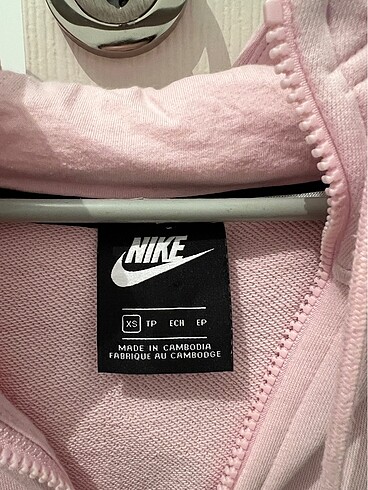 NIKE
XS TP ECH EP
MADE IN CAMBODIA
FABRIQUE AU CAMBODGE